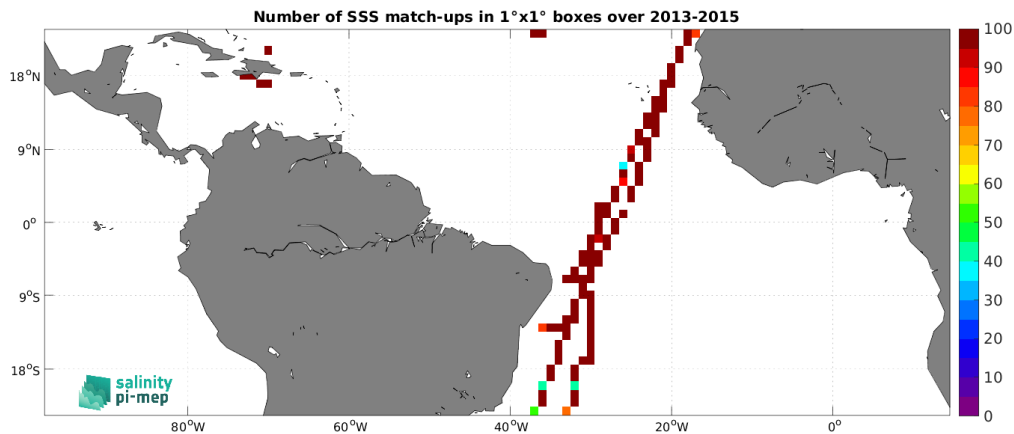 Number of SSS match-ups in 1°x1° boxes over 2013-2015
18°N
9°N
0°
9°S
18°S
80°W
60°W
40°W
20°W
0°
100
90
80
70
60
50
40
30
20
10
0
salinity
pi-mep